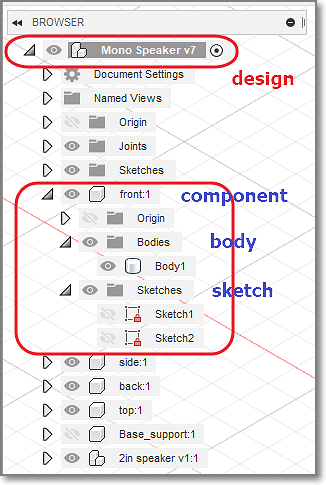 BROWSER
Mono Speaker v7
design
Document Settings
Named Views
Origin
Joints
Sketches
front:1
component
Origin
Bodies
body
Body1
Sketches
sketch
Sketch1
Sketch2
side:1
back:1
top:1
Base_support:1
2in speaker v1:1